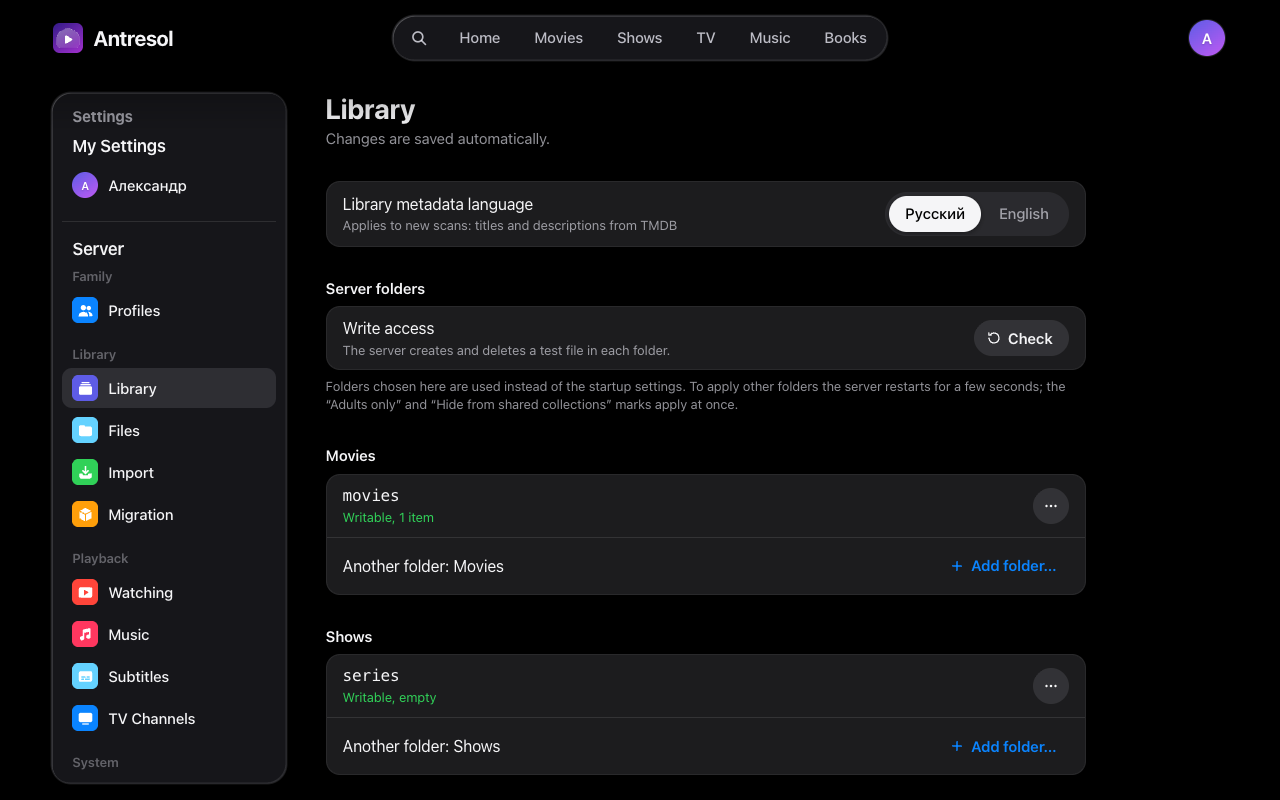 Antresol
Home
Movies
Shows
TV
Music
Books
A
Settings
My Settings
A
Александр
Server
Family
Profiles
Library
Library
Files
Import
Migration
Playback
Watching
Music
Subtitles
TV Channels
System
Library
Changes are saved automatically.
Library metadata language
Applies to new scans: titles and descriptions from TMDB
Русский
English
Server folders
Write access
The server creates and deletes a test file in each folder.
Check
Folders chosen here are used instead of the startup settings. To apply other folders the server restarts for a few seconds; the
“Adults only” and “Hide from shared collections” marks apply at once.
Movies
movies
Writable, 1 item
Another folder: Movies
+ Add folder...
Shows
series
Writable, empty
Another folder: Shows
+ Add folder...